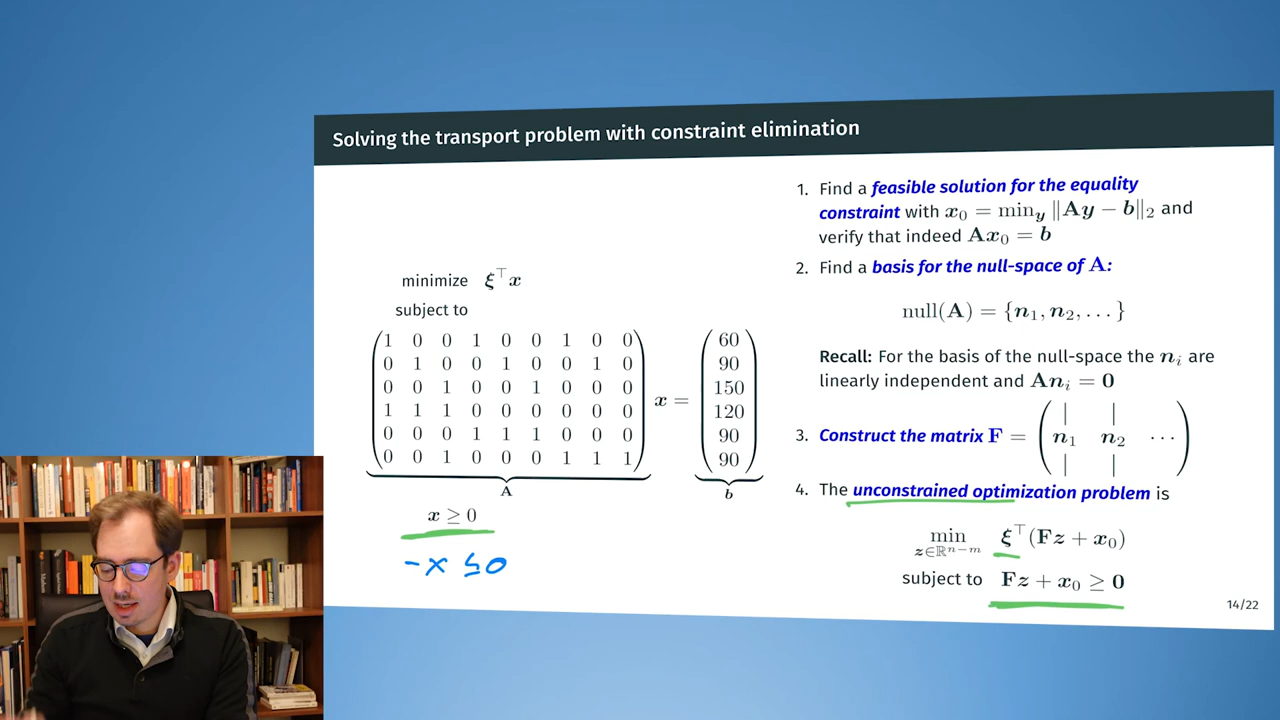 Solving the transport problem with constraint elimination
minimize ξ⊤x
subject to
1 0 0 1 0 0 1 0 0
0 1 0 0 1 0 0 1 0
0 0 1 0 0 1 0 0 0
1 1 1 0 0 0 0 0 0
0 0 0 1 1 1 0 0 0
0 0 1 0 0 0 1 1 1
A
x =
60
90
150
120
90
90
b
x ≥ 0
-x ≤ 0
1. Find a feasible solution for the equality
constraint with x₀ = min_y ‖Ay − b‖₂ and
verify that indeed Ax₀ = b
2. Find a basis for the null-space of A:
null(A) = {n₁, n₂, . . . }
Recall: For the basis of the null-space the nᵢ are
linearly independent and Anᵢ = 0
3. Construct the matrix F = ( | |
n₁ n₂ ⋯
| | )
4. The unconstrained optimization problem is
min ξ⊤(Fz + x₀)
z∈ℝⁿ⁻ᵐ
subject to Fz + x₀ ≥ 0
14/22